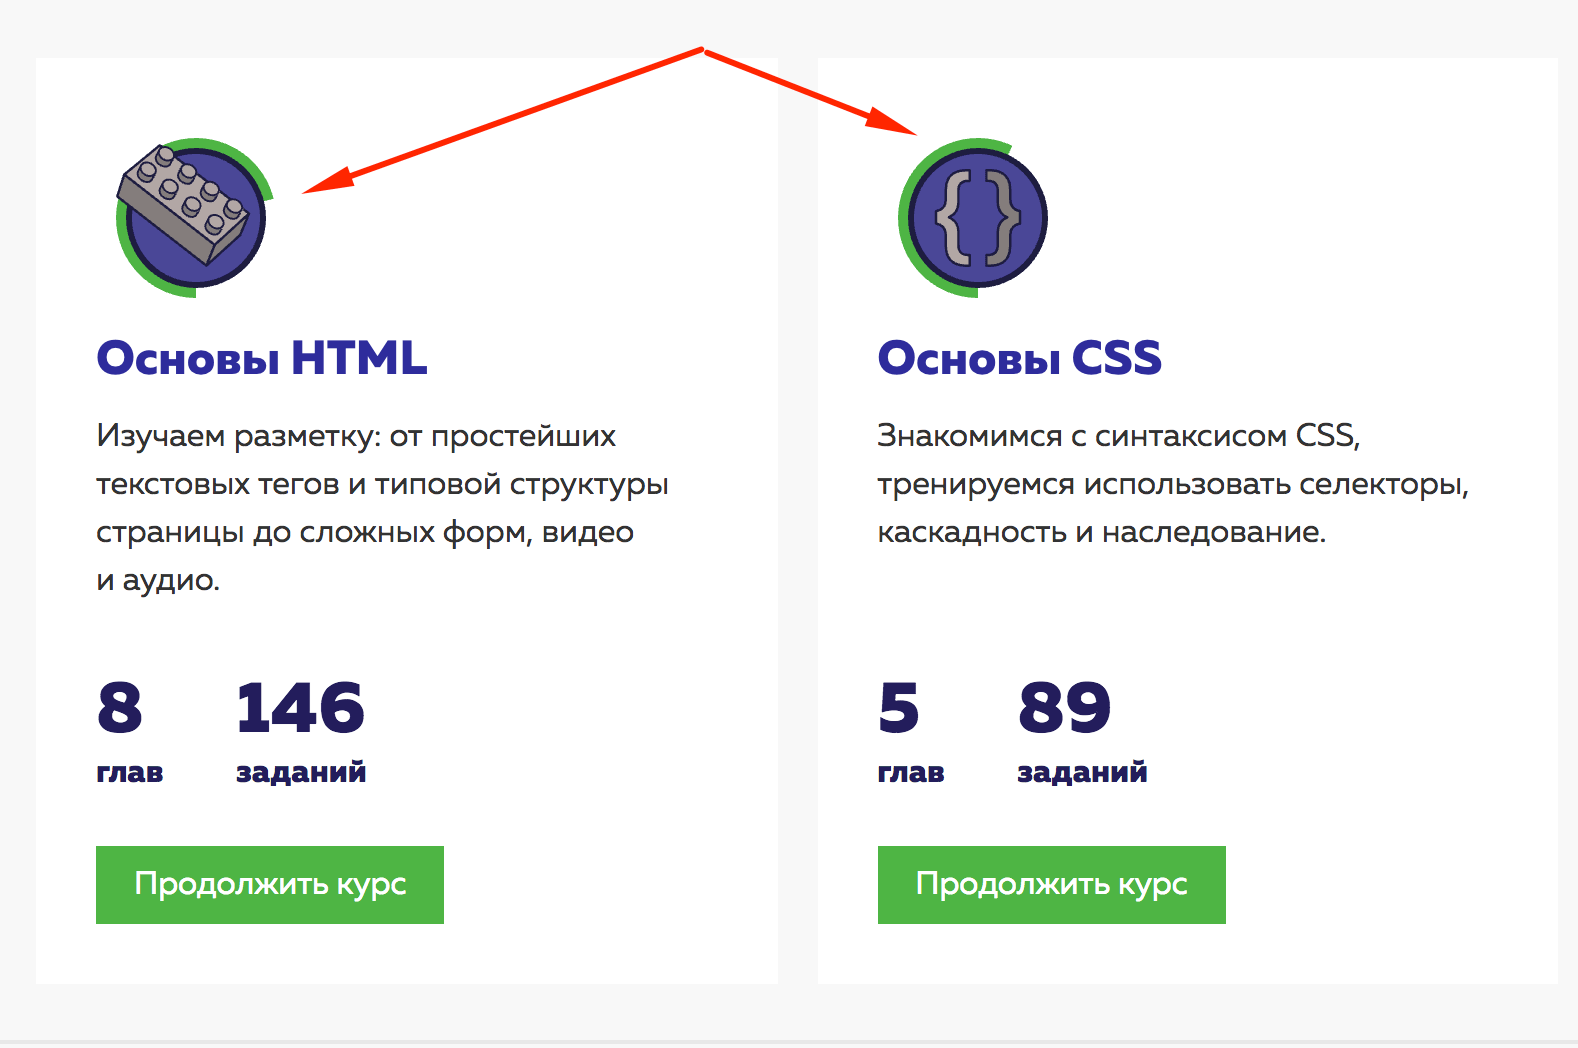 Основы HTML
Изучаем разметку: от простейших
текстовых тегов и типовой структуры
страницы до сложных форм, видео
и аудио.
8 146
глав заданий
Продолжить курс
{ }
Основы CSS
Знакомимся с синтаксисом CSS,
тренируемся использовать селекторы,
каскадность и наследование.
5 89
глав заданий
Продолжить курс